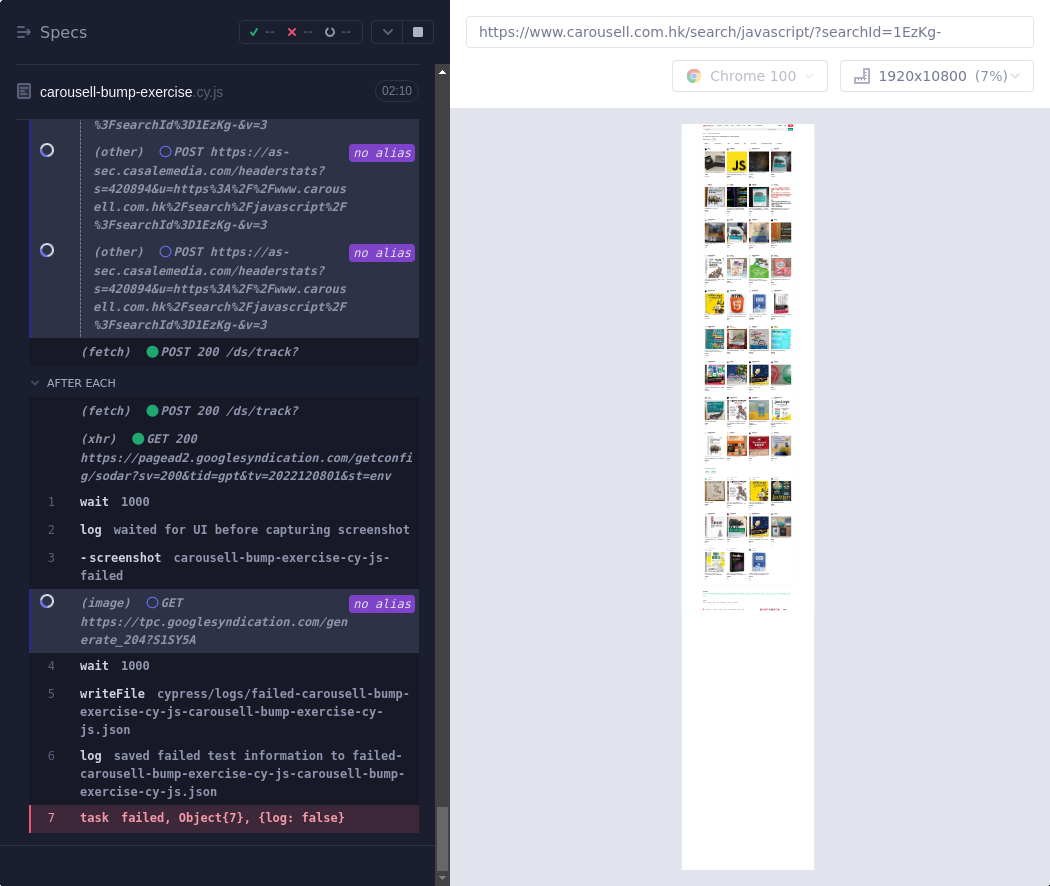 Specs
-- -- --
https://www.carousell.com.hk/search/javascript/?searchId=1EzKg-
Chrome 100
1920x10800 (7%)
carousell-bump-exercise.cy.js
02:10
%3FsearchId%3D1EzKg-&v=3
(other) POST https://as-
no alias
sec.casalemedia.com/headerstats?
s=420894&u=https%3A%2F%2Fwww.carous
ell.com.hk%2Fsearch%2Fjavascript%2F
%3FsearchId%3D1EzKg-&v=3
(other) POST https://as-
no alias
sec.casalemedia.com/headerstats?
s=420894&u=https%3A%2F%2Fwww.carous
ell.com.hk%2Fsearch%2Fjavascript%2F
%3FsearchId%3D1EzKg-&v=3
(fetch) POST 200 /ds/track?
AFTER EACH
(fetch) POST 200 /ds/track?
(xhr) GET 200
https://pagead2.googlesyndication.com/getconfi
g/sodar?sv=200&tid=gpt&tv=2022120801&st=env
1 wait 1000
2 log waited for UI before capturing screenshot
3 -screenshot carousell-bump-exercise-cy-js-
failed
(image) GET
no alias
https://tpc.googlesyndication.com/gen
erate_204?S1SY5A
4 wait 1000
5 writeFile cypress/logs/failed-carousell-bump-
exercise-cy-js-carousell-bump-exercise-cy-
js.json
6 log saved failed test information to failed-
carousell-bump-exercise-cy-js-carousell-bump-
exercise-cy-js.json
7 task failed, Object{7}, {log: false}
JS